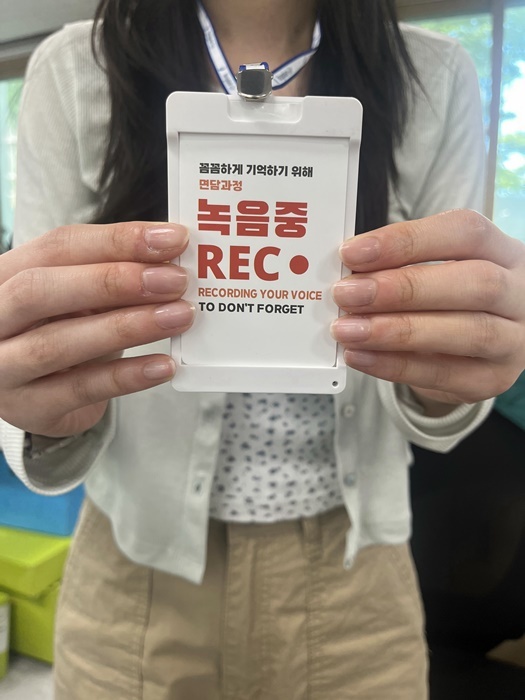 꼼꼼하게 기억하기 위해
면담과정
녹음중
REC
RECORDING YOUR VOICE
TO DON'T FORGET